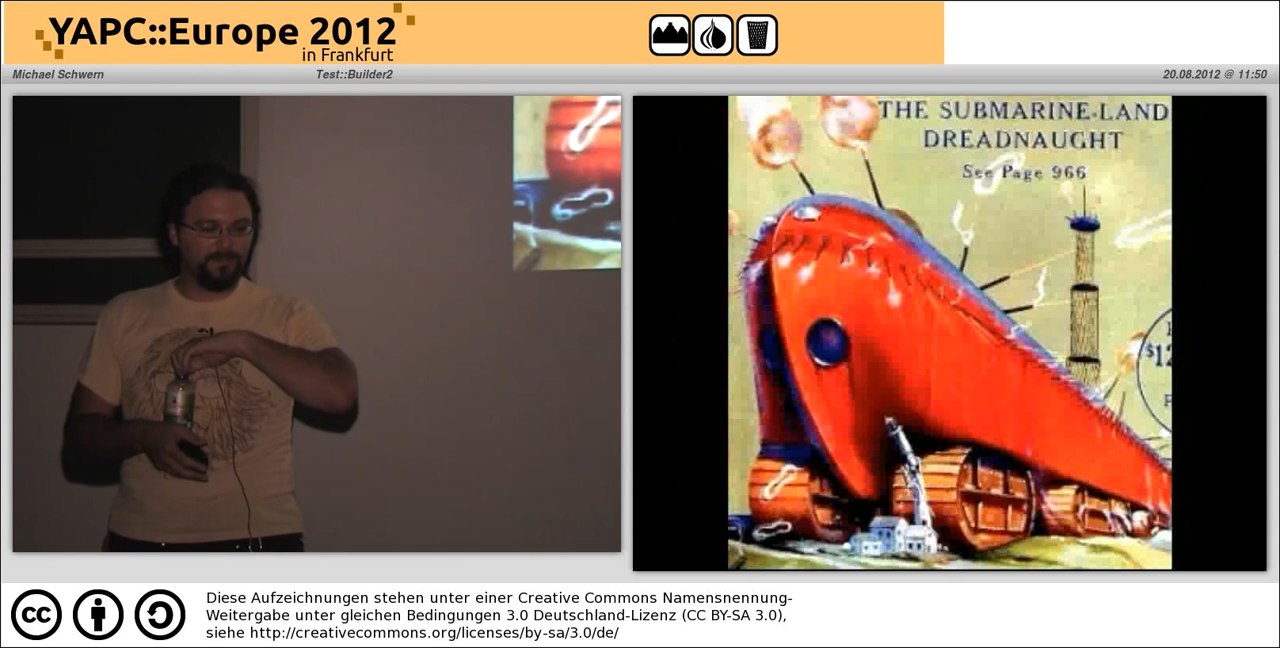 YAPC::Europe 2012
in Frankfurt
Michael Schwern
Test::Builder2
20.08.2012 @ 11:50
THE SUBMARINE-LAND
DREADNAUGHT
See Page 966
$12
cc
Diese Aufzeichnungen stehen unter einer Creative Commons Namensnennung-
Weitergabe unter gleichen Bedingungen 3.0 Deutschland-Lizenz (CC BY-SA 3.0),
siehe http://creativecommons.org/licenses/by-sa/3.0/de/